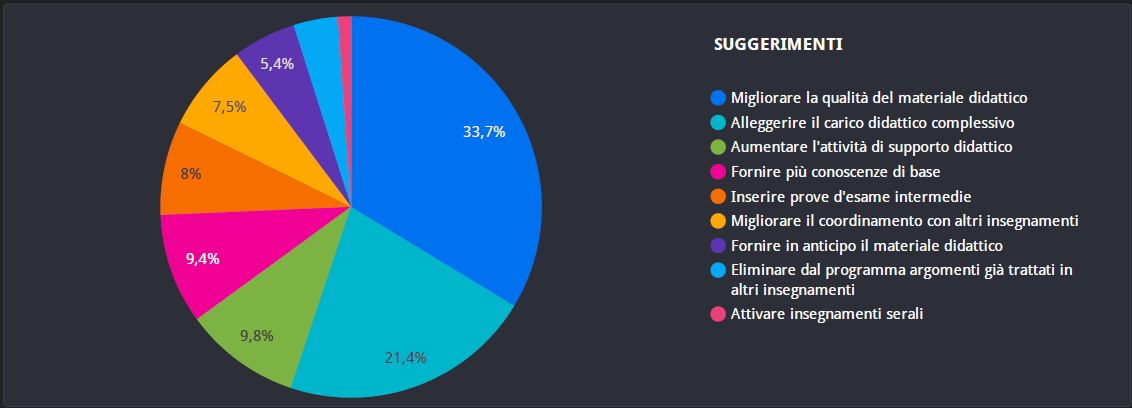 SUGGERIMENTI
Migliorare la qualità del materiale didattico
Alleggerire il carico didattico complessivo
Aumentare l'attività di supporto didattico
Fornire più conoscenze di base
Inserire prove d'esame intermedie
Migliorare il coordinamento con altri insegnamenti
Fornire in anticipo il materiale didattico
Eliminare dal programma argomenti già trattati in
altri insegnamenti
Attivare insegnamenti serali
33,7%
21,4%
9,8%
9,4%
8%
7,5%
5,4%